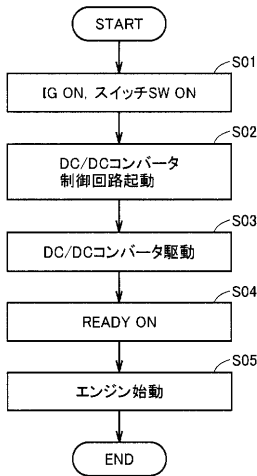 START
S01
IG ON, スイッチSW ON
S02
DC/DCコンバータ
制御回路起動
S03
DC/DCコンバータ駆動
S04
READY ON
S05
エンジン始動
END